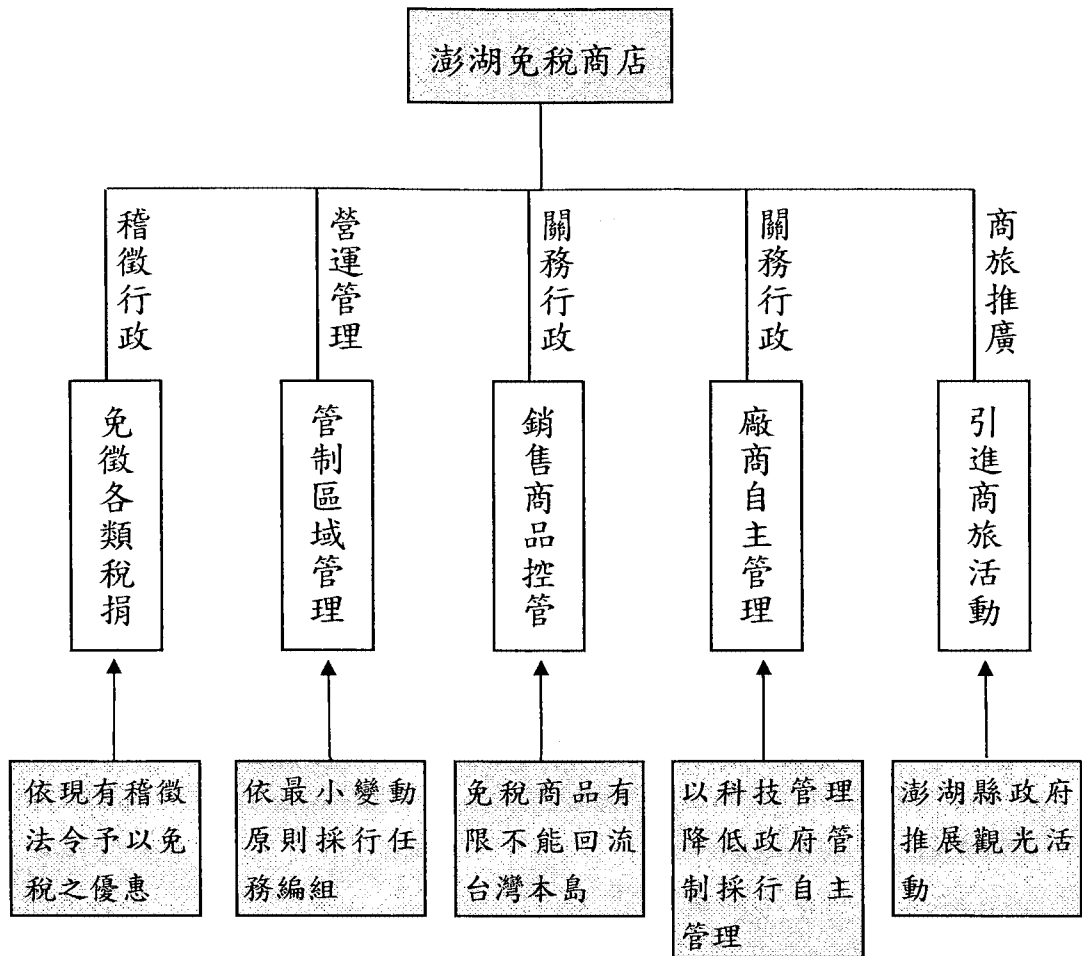 澎湖免稅商店
稽徵行政
營運管理
關務行政
關務行政
商旅推廣
免徵各類稅捐
管制區域管理
銷售商品控管
廠商自主管理
引進商旅活動
依現有稽徵
法令予以免
稅之優惠
依最小變動
原則採行任
務編組
免稅商品有
限不能回流
台灣本島
以科技管理
降低政府管
制採行自主
管理
澎湖縣政府
推展觀光活
動